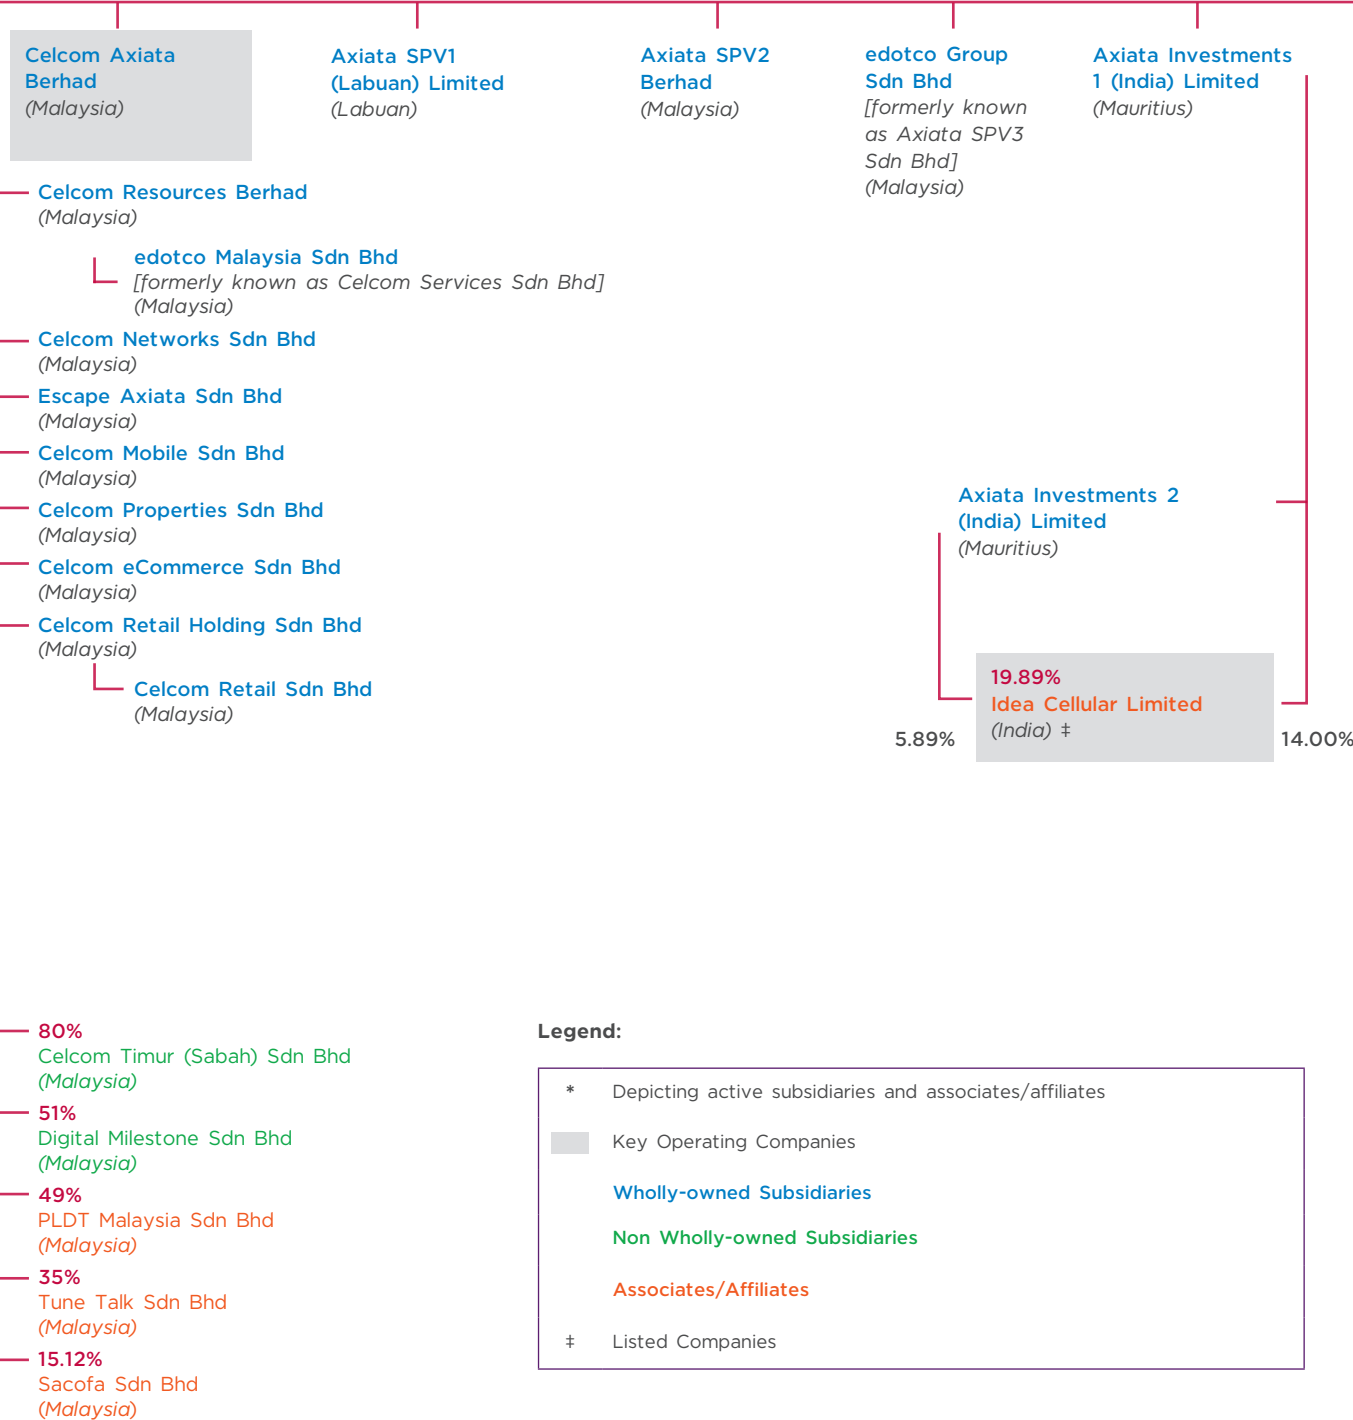 Celcom Axiata
Berhad
(Malaysia)
Axiata SPV1
(Labuan) Limited
(Labuan)
Axiata SPV2
Berhad
(Malaysia)
edotco Group
Sdn Bhd
[formerly known
as Axiata SPV3
Sdn Bhd]
(Malaysia)
Axiata Investments
1 (India) Limited
(Mauritius)
Celcom Resources Berhad
(Malaysia)
edotco Malaysia Sdn Bhd
[formerly known as Celcom Services Sdn Bhd]
(Malaysia)
Celcom Networks Sdn Bhd
(Malaysia)
Escape Axiata Sdn Bhd
(Malaysia)
Celcom Mobile Sdn Bhd
(Malaysia)
Celcom Properties Sdn Bhd
(Malaysia)
Celcom eCommerce Sdn Bhd
(Malaysia)
Celcom Retail Holding Sdn Bhd
(Malaysia)
Celcom Retail Sdn Bhd
(Malaysia)
Axiata Investments 2
(India) Limited
(Mauritius)
19.89%
Idea Cellular Limited
(India) ‡
5.89%
14.00%
80%
Celcom Timur (Sabah) Sdn Bhd
(Malaysia)
51%
Digital Milestone Sdn Bhd
(Malaysia)
49%
PLDT Malaysia Sdn Bhd
(Malaysia)
35%
Tune Talk Sdn Bhd
(Malaysia)
15.12%
Sacofa Sdn Bhd
(Malaysia)
Legend:
* Depicting active subsidiaries and associates/affiliates
Key Operating Companies
Wholly-owned Subsidiaries
Non Wholly-owned Subsidiaries
Associates/Affiliates
‡ Listed Companies